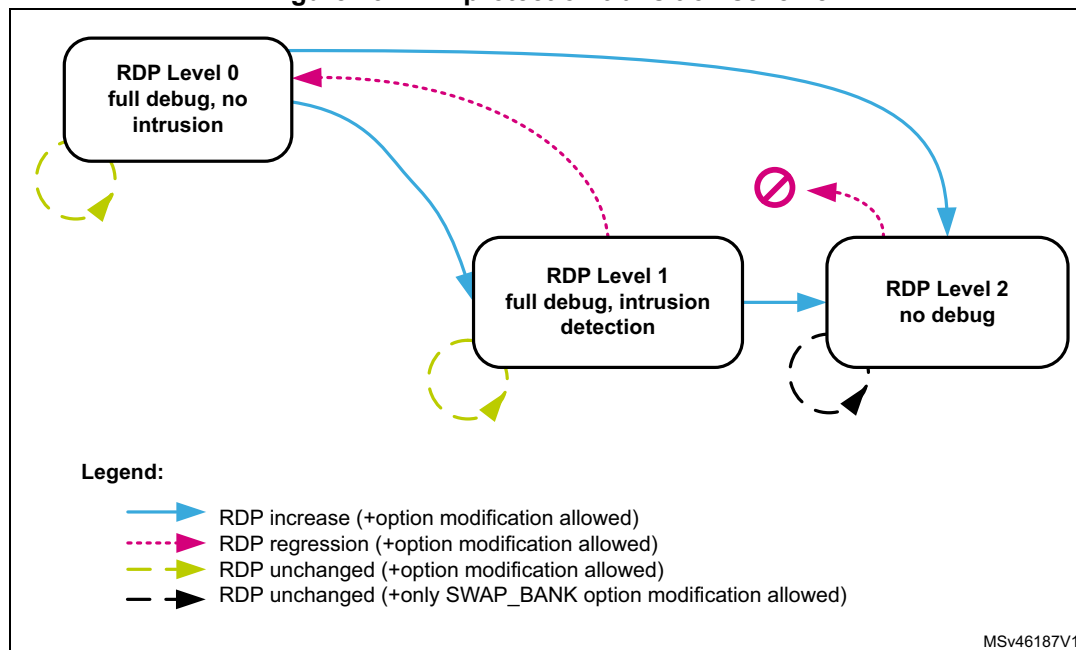 RDP Level 0
full debug, no
intrusion
RDP Level 1
full debug, intrusion
detection
RDP Level 2
no debug
Legend:
RDP increase (+option modification allowed)
RDP regression (+option modification allowed)
RDP unchanged (+option modification allowed)
RDP unchanged (+only SWAP_BANK option modification allowed)
MSv46187V1